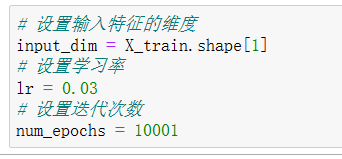 # 设置输入特征的维度
input_dim = X_train.shape[1]
# 设置学习率
lr = 0.03
# 设置迭代次数
num_epochs = 10001